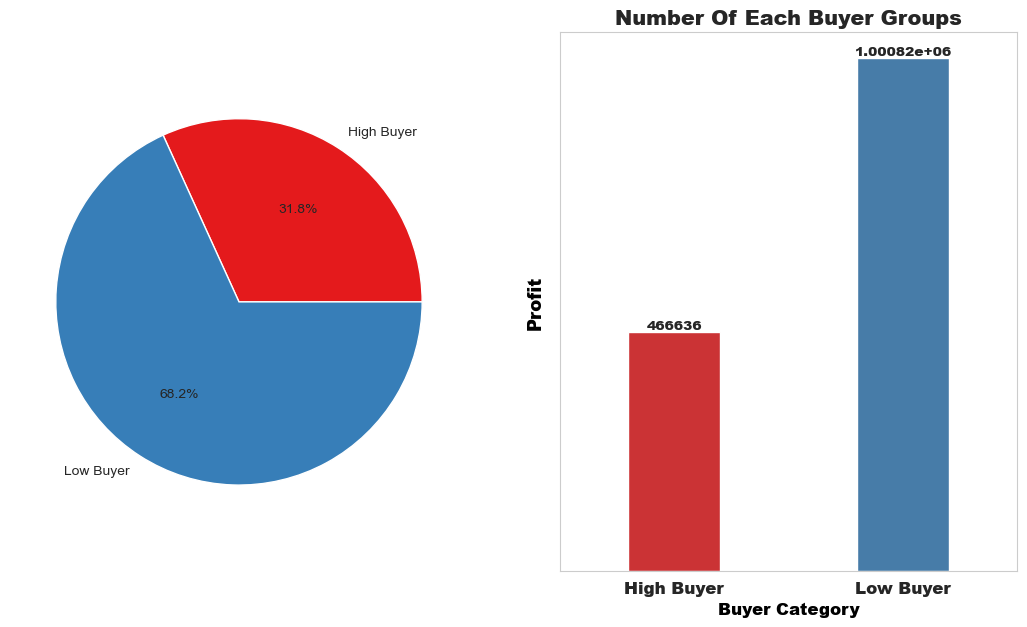 High Buyer
31.8%
68.2%
Low Buyer
Number Of Each Buyer Groups
1.00082e+06
466636
Profit
High Buyer
Low Buyer
Buyer Category